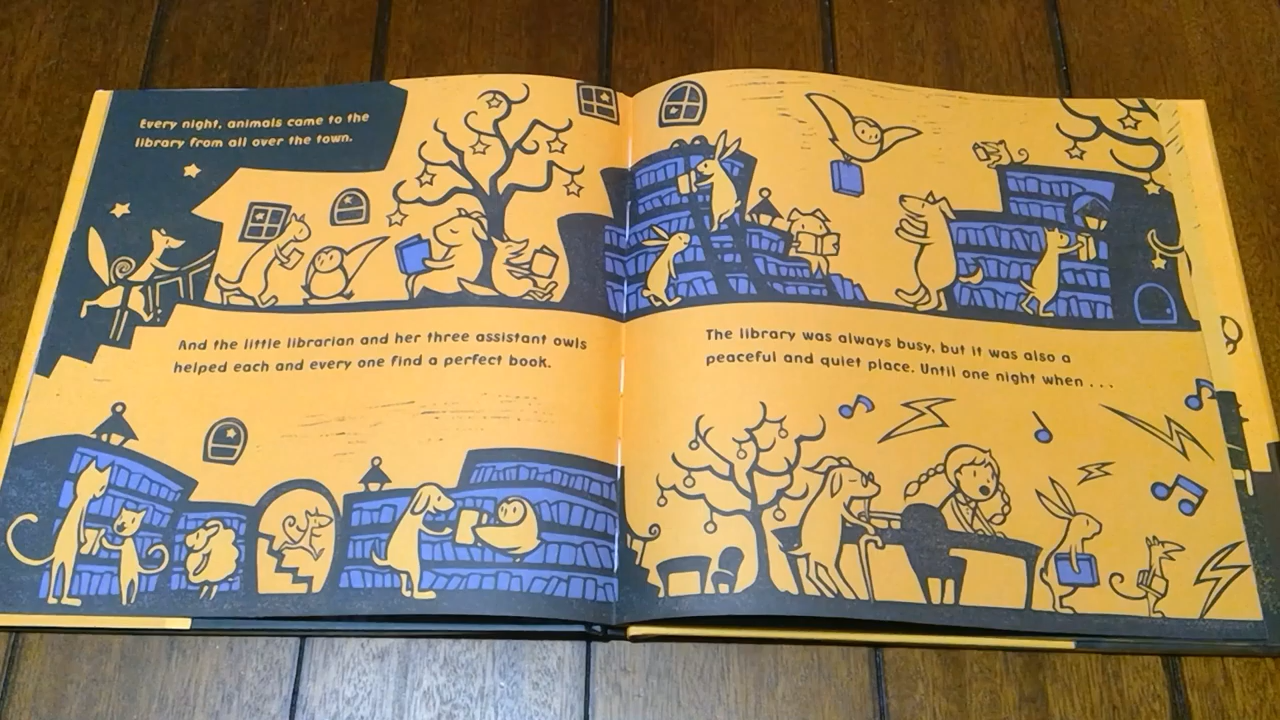 Every night, animals came to the
library from all over the town.
And the little librarian and her three assistant owls
helped each and every one find a perfect book.
The library was always busy, but it was also a
peaceful and quiet place. Until one night when . . .